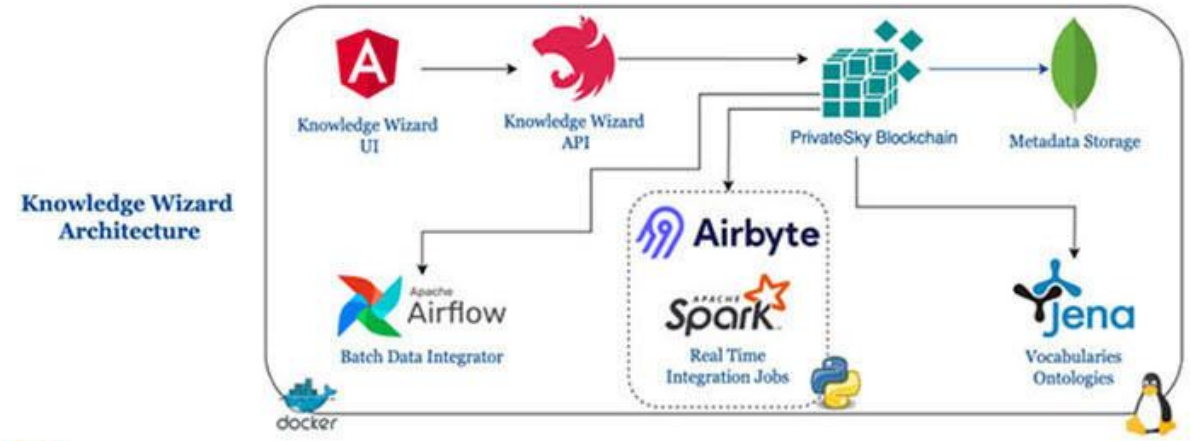 A
Knowledge Wizard
UI
Knowledge Wizard
API
PrivateSky Blockchain
Metadata Storage
Knowledge Wizard
Architecture
Airbyte
Apache
Airflow
Batch Data Integrator
APACHE
Spark
Real Time
Integration Jobs
Jena
Vocabularies
Ontologies
docker